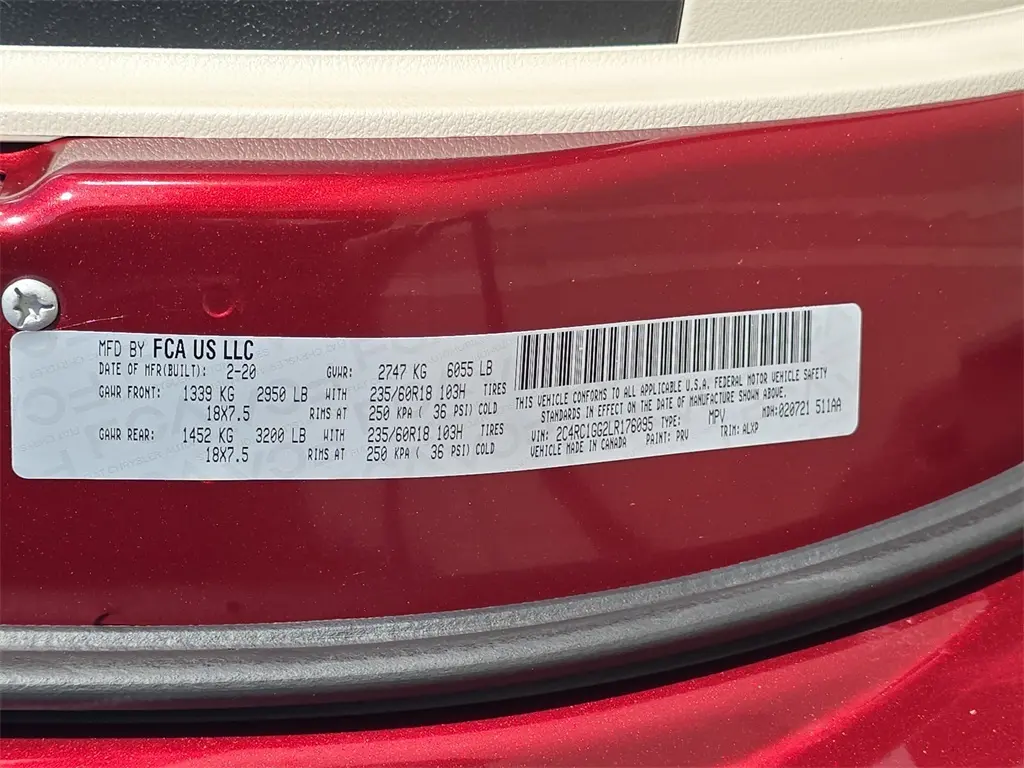 MFD BY FCA US LLC
DATE OF MFR(BUILT): 2-20 GVWR: 2747 KG 6055 LB
GAWR FRONT: 1339 KG 2950 LB WITH 235/60R18 103H TIRES
18X7.5 RIMS AT 250 KPA ( 36 PSI) COLD
GAWR REAR: 1452 KG 3200 LB WITH 235/60R18 103H TIRES
18X7.5 RIMS AT 250 KPA ( 36 PSI) COLD
THIS VEHICLE CONFORMS TO ALL APPLICABLE U.S.A. FEDERAL MOTOR VEHICLE SAFETY
STANDARDS IN EFFECT ON THE DATE OF MANUFACTURE SHOWN ABOVE.
VIN: 2C4RC1GG2LR176095 TYPE: MPV MDH:020721 511AA
VEHICLE MADE IN CANADA PAINT: PRV TRIM: ALXP